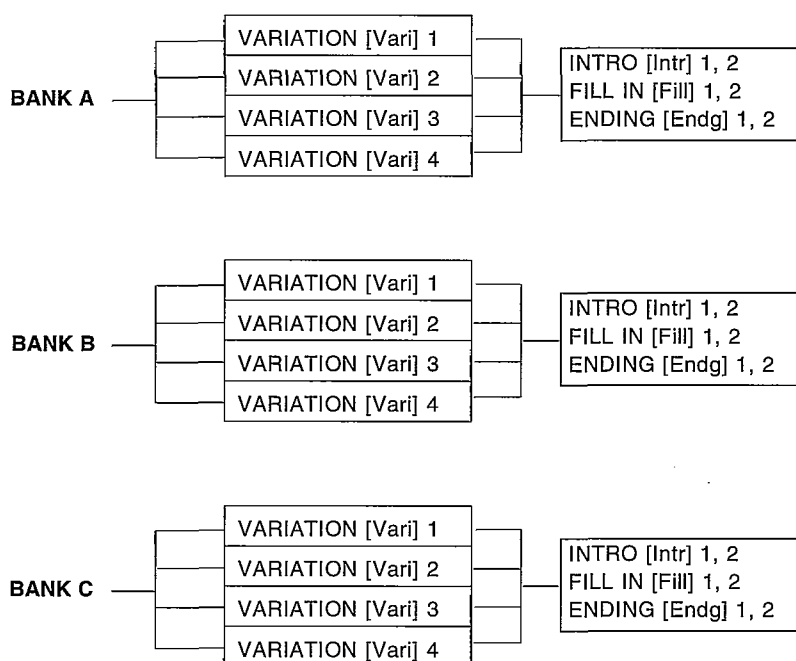 VARIATION [Vari] 1
VARIATION [Vari] 2
BANK A
VARIATION [Vari] 3
VARIATION [Vari] 4
INTRO [Intr] 1, 2
FILL IN [Fill] 1, 2
ENDING [Endg] 1, 2
VARIATION [Vari] 1
VARIATION [Vari] 2
BANK B
VARIATION [Vari] 3
VARIATION [Vari] 4
INTRO [Intr] 1, 2
FILL IN [Fill] 1, 2
ENDING [Endg] 1, 2
VARIATION [Vari] 1
VARIATION [Vari] 2
BANK C
VARIATION [Vari] 3
VARIATION [Vari] 4
INTRO [Intr] 1, 2
FILL IN [Fill] 1, 2
ENDING [Endg] 1, 2